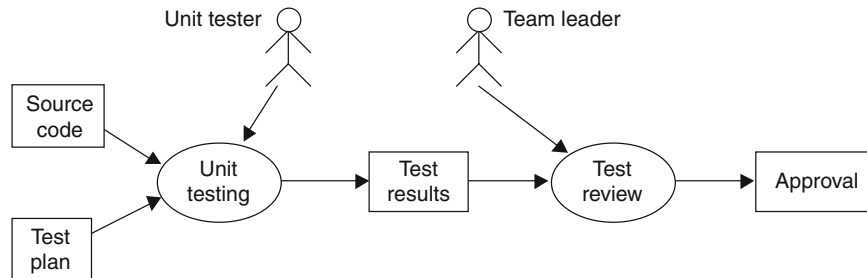 Unit tester
Team leader
Source
code
Unit
testing
Test
results
Test
review
Approval
Test
plan